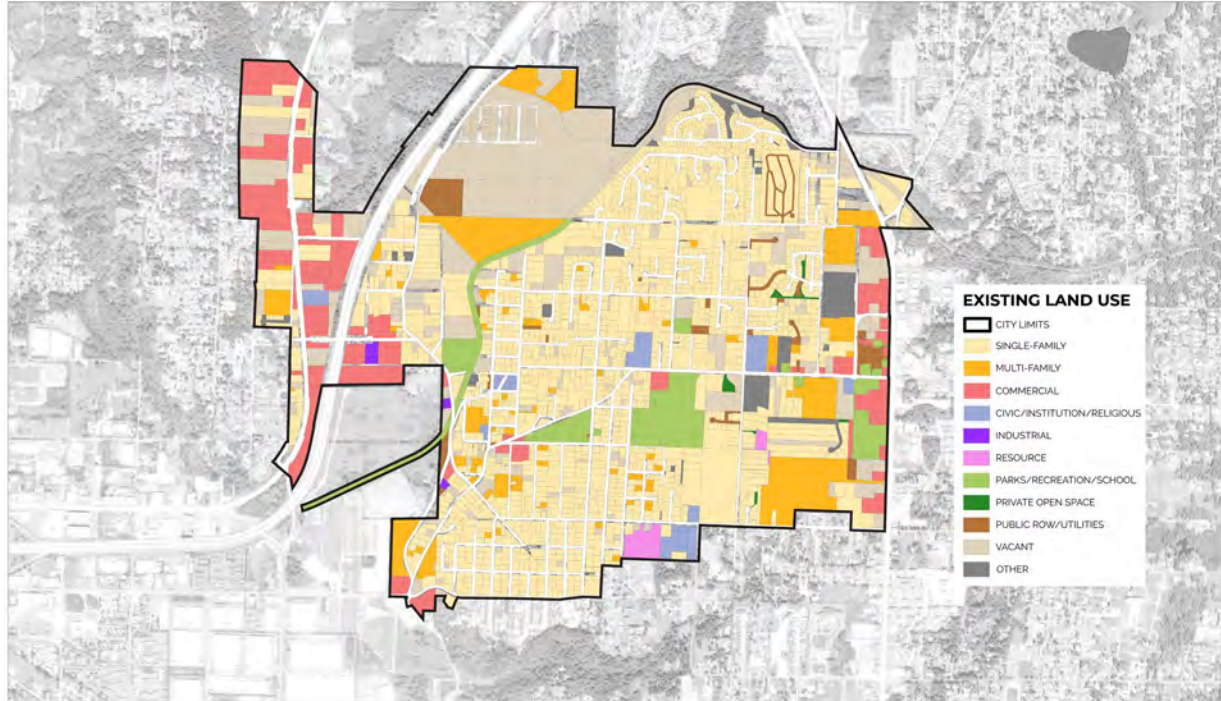 EXISTING LAND USE
CITY LIMITS
SINGLE-FAMILY
MULTI-FAMILY
COMMERCIAL
CIVIC/INSTITUTION/RELIGIOUS
INDUSTRIAL
RESOURCE
PARKS/RECREATION/SCHOOL
PRIVATE OPEN SPACE
PUBLIC ROW/UTILITIES
VACANT
OTHER